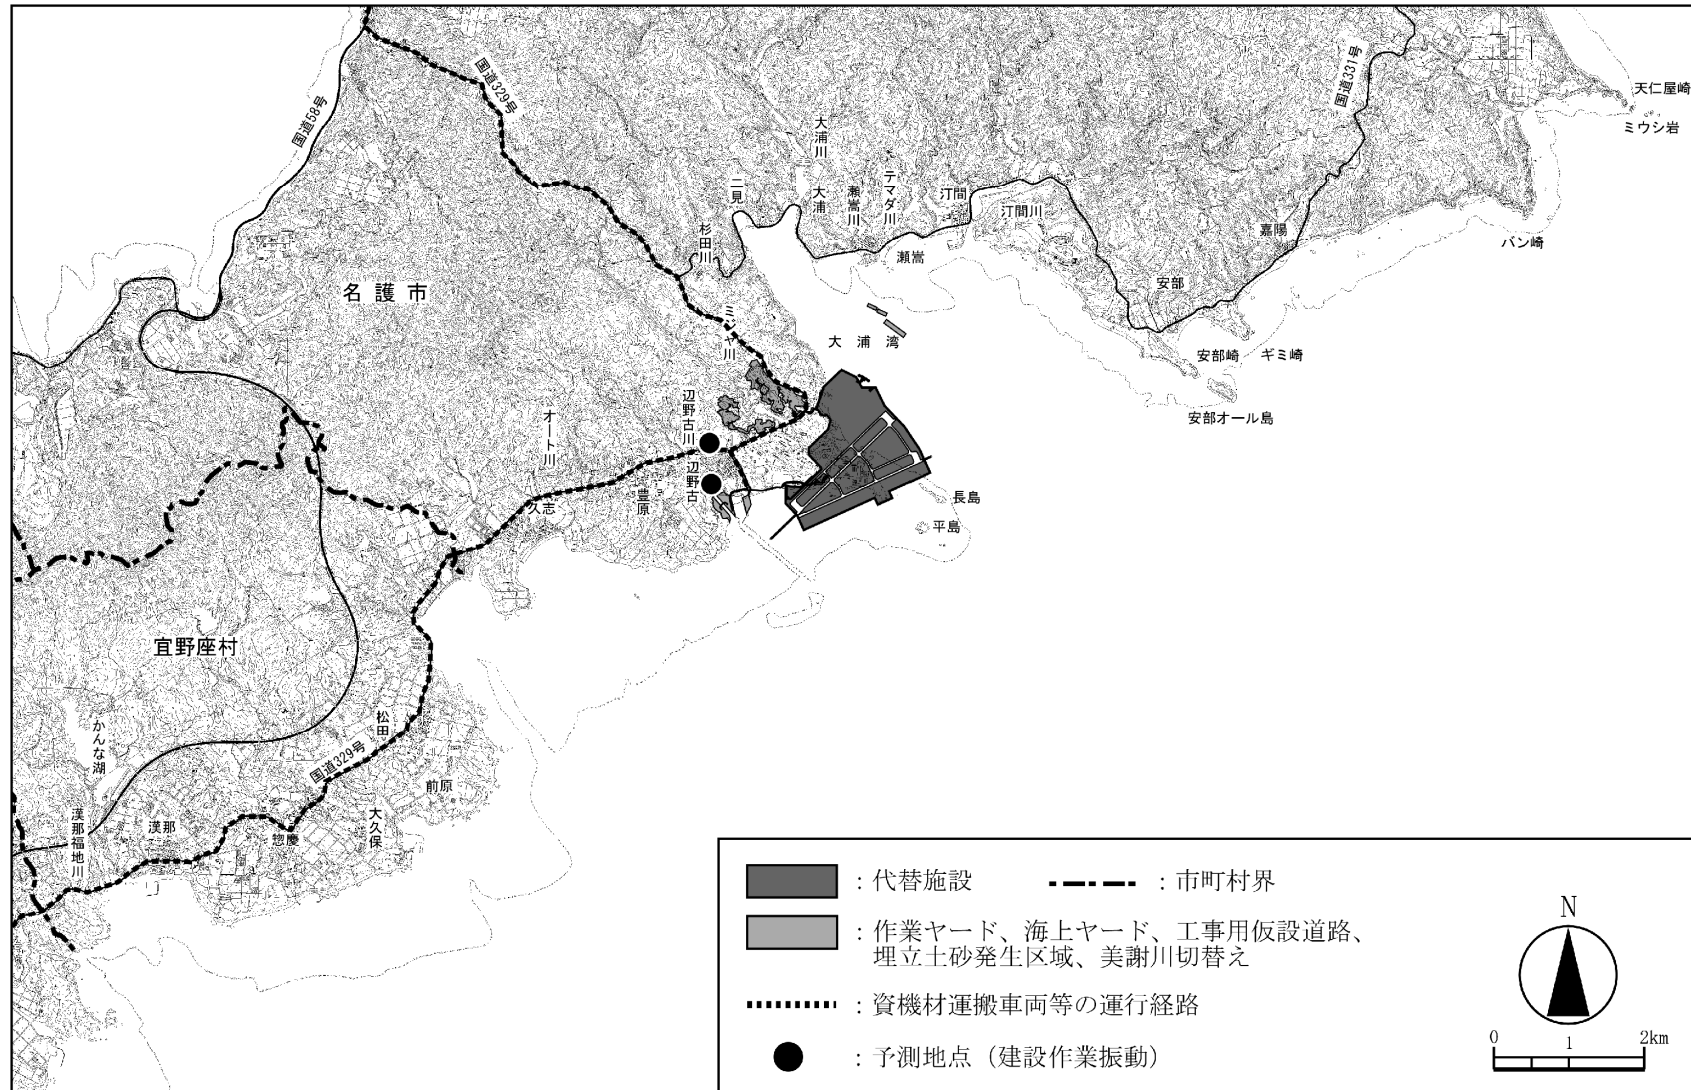 国道58号
国道329号
国道331号
天仁屋崎
ミウシ岩
バン崎
嘉陽
安部
安部崎
ギミ崎
安部オール島
汀間
汀間川
テマダ川
瀬嵩川
瀬嵩
大浦川
大浦
二見
杉田川
大浦湾
名護市
ミジャ川
辺野古川
辺野古
オート川
豊原
久志
長島
平島
宜野座村
かんな湖
松田
国道329号
前原
大久保
惣慶
漢那
漢那福地川
：代替施設
：市町村界
：作業ヤード、海上ヤード、工事用仮設道路、
埋立土砂発生区域、美謝川切替え
：資機材運搬車両等の運行経路
：予測地点（建設作業振動）
N
0 1 2km